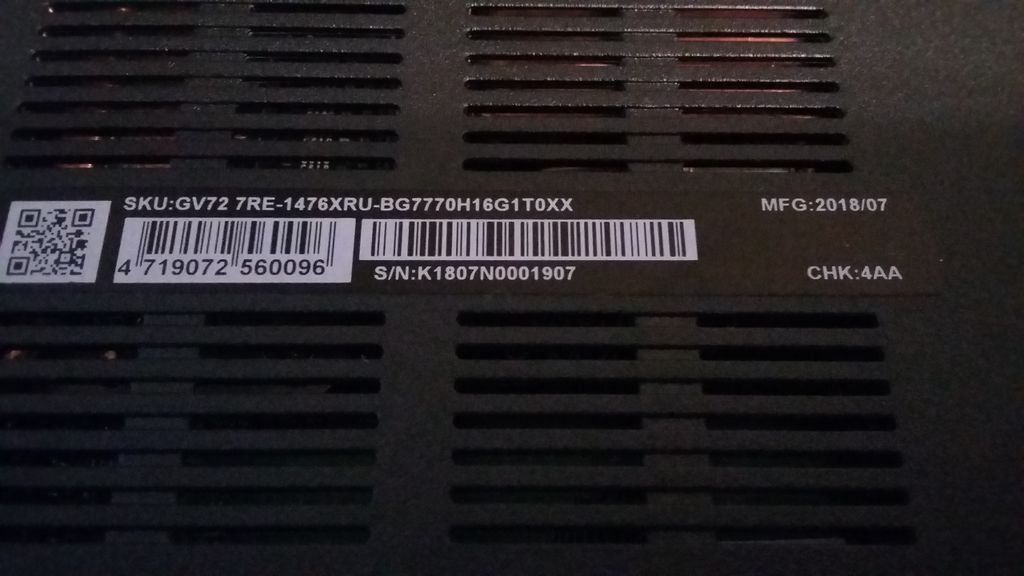 SKU:GV72 7RE-1476XRU-BG7770H16G1T0XX
MFG:2018/07
4 719072 560096
S/N:K1807N0001907
CHK:4AA